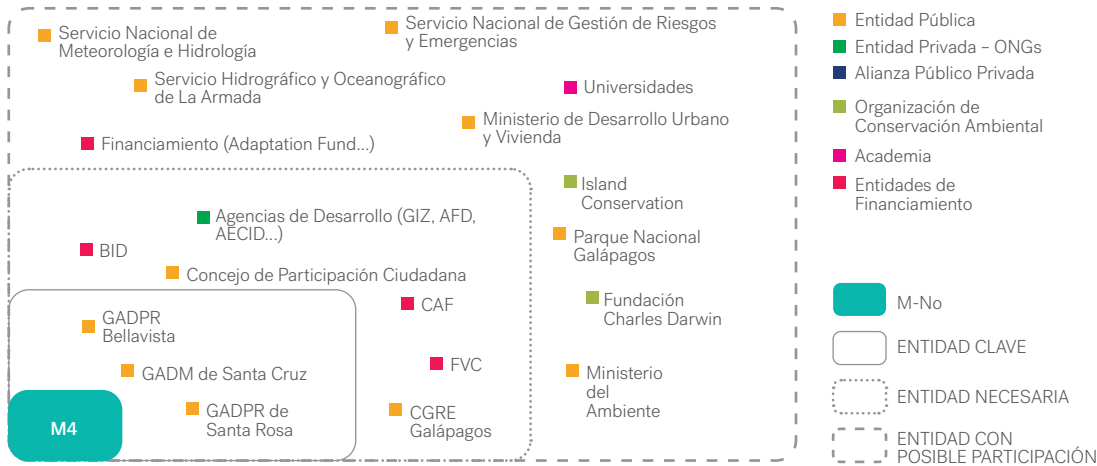 Servicio Nacional de
Meteorología e Hidrología
Servicio Nacional de Gestión de Riesgos
y Emergencias
Servicio Hidrográfico y Oceanográfico
de La Armada
Universidades
Ministerio de Desarrollo Urbano
y Vivienda
Financiamiento (Adaptation Fund...)
Island
Conservation
Agencias de Desarrollo (GIZ, AFD,
AECID...)
Parque Nacional
Galápagos
BID
Concejo de Participación Ciudadana
Fundación
Charles Darwin
CAF
GADPR
Bellavista
FVC
GADM de Santa Cruz
Ministerio
del
Ambiente
GADPR de
Santa Rosa
CGRE
Galápagos
M4
Entidad Pública
Entidad Privada – ONGs
Alianza Público Privada
Organización de
Conservación Ambiental
Academia
Entidades de
Financiamiento
M-No
ENTIDAD CLAVE
ENTIDAD NECESARIA
ENTIDAD CON
POSIBLE PARTICIPACIÓN